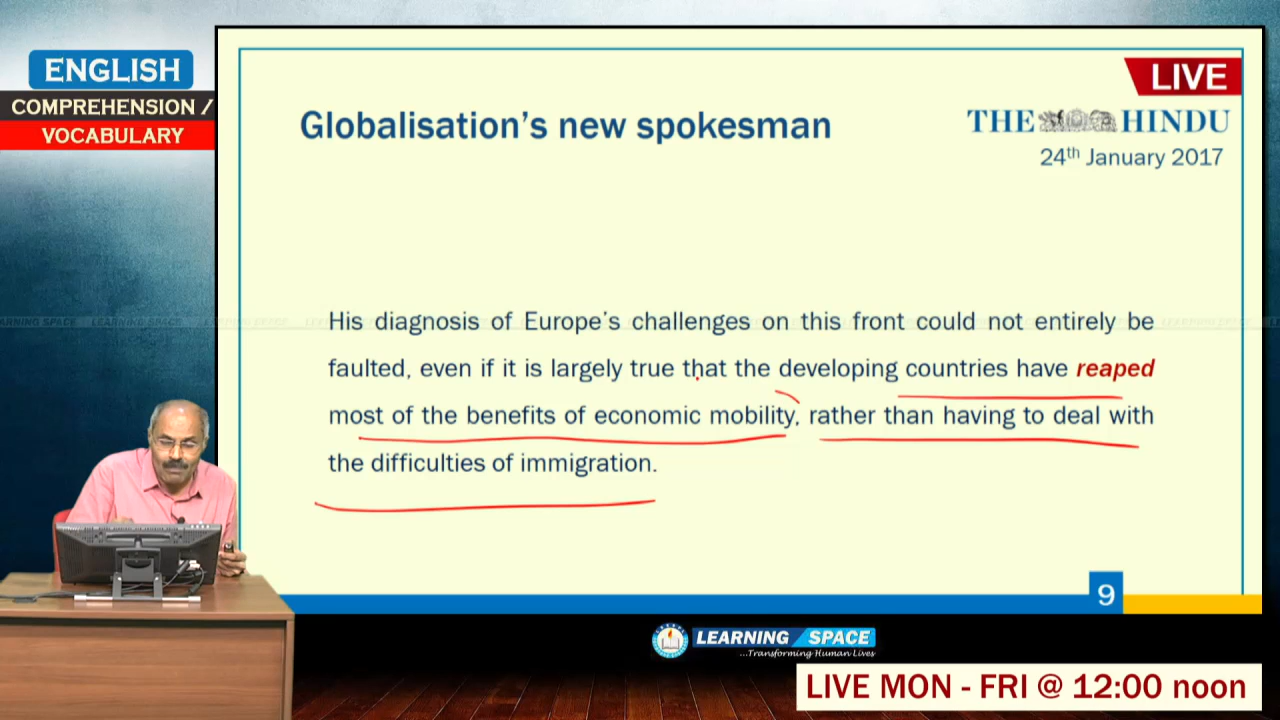 ENGLISH
COMPREHENSION /
VOCABULARY
LIVE
Globalisation's new spokesman
THE HINDU
24th January 2017
His diagnosis of Europe's challenges on this front could not entirely be
faulted, even if it is largely true that the developing countries have reaped
most of the benefits of economic mobility, rather than having to deal with
the difficulties of immigration.
9
LEARNING SPACE
...Transforming Human Lives
LIVE MON - FRI @ 12:00 noon